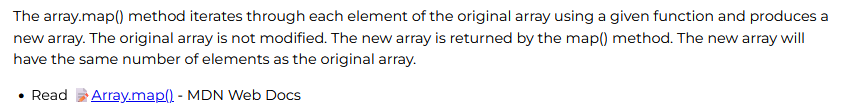 The array.map() method iterates through each element of the original array using a given function and produces a
new array. The original array is not modified. The new array is returned by the map() method. The new array will
have the same number of elements as the original array.
• Read 📝Array.map() - MDN Web Docs